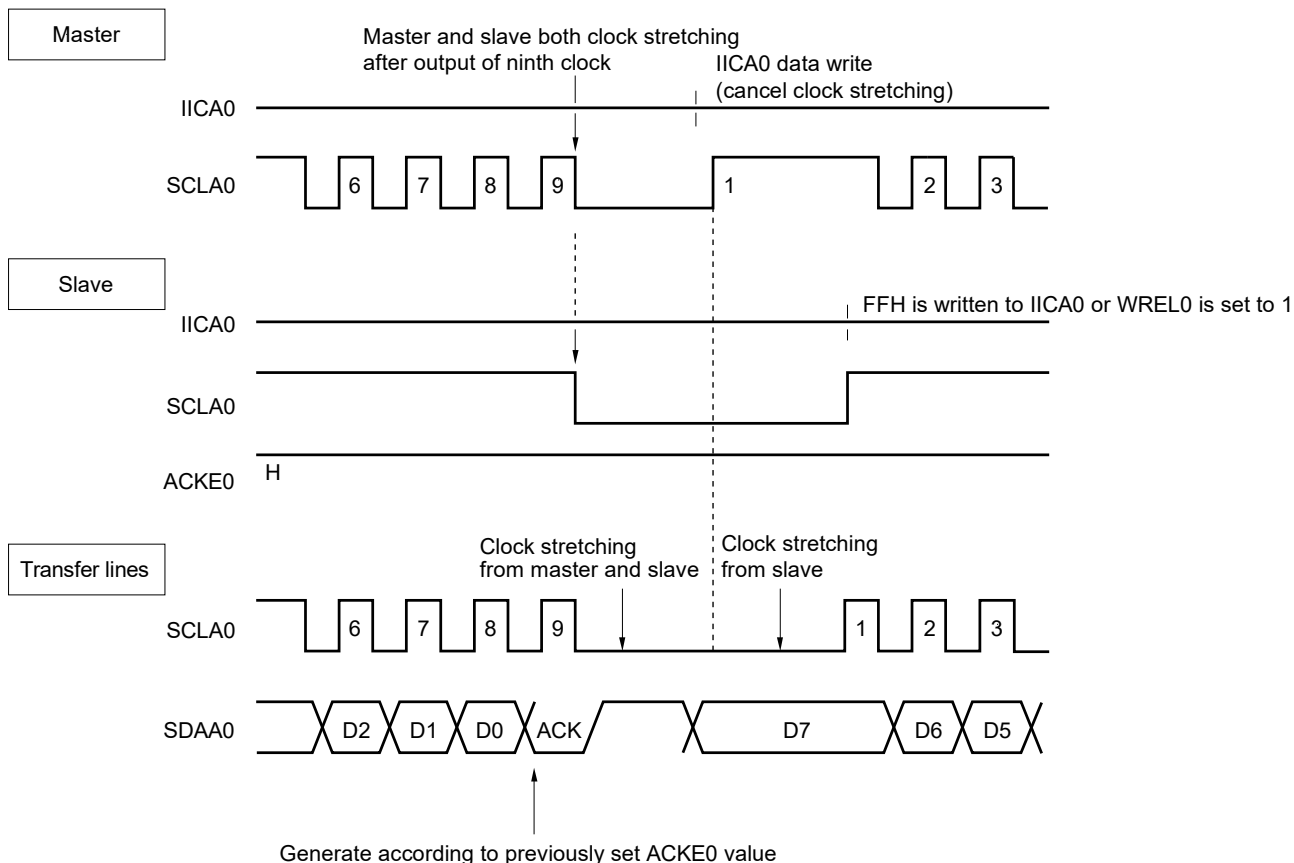 Master
Master and slave both clock stretching
after output of ninth clock
IICA0 data write
(cancel clock stretching)
IICA0
SCLA0
6 7 8 9 1 2 3
Slave
FFH is written to IICA0 or WREL0 is set to 1
IICA0
SCLA0
H
ACKE0
Transfer lines
Clock stretching
from master and slave
Clock stretching
from slave
SCLA0
6 7 8 9 1 2 3
SDAA0
D2 D1 D0 ACK D7 D6 D5
Generate according to previously set ACKE0 value